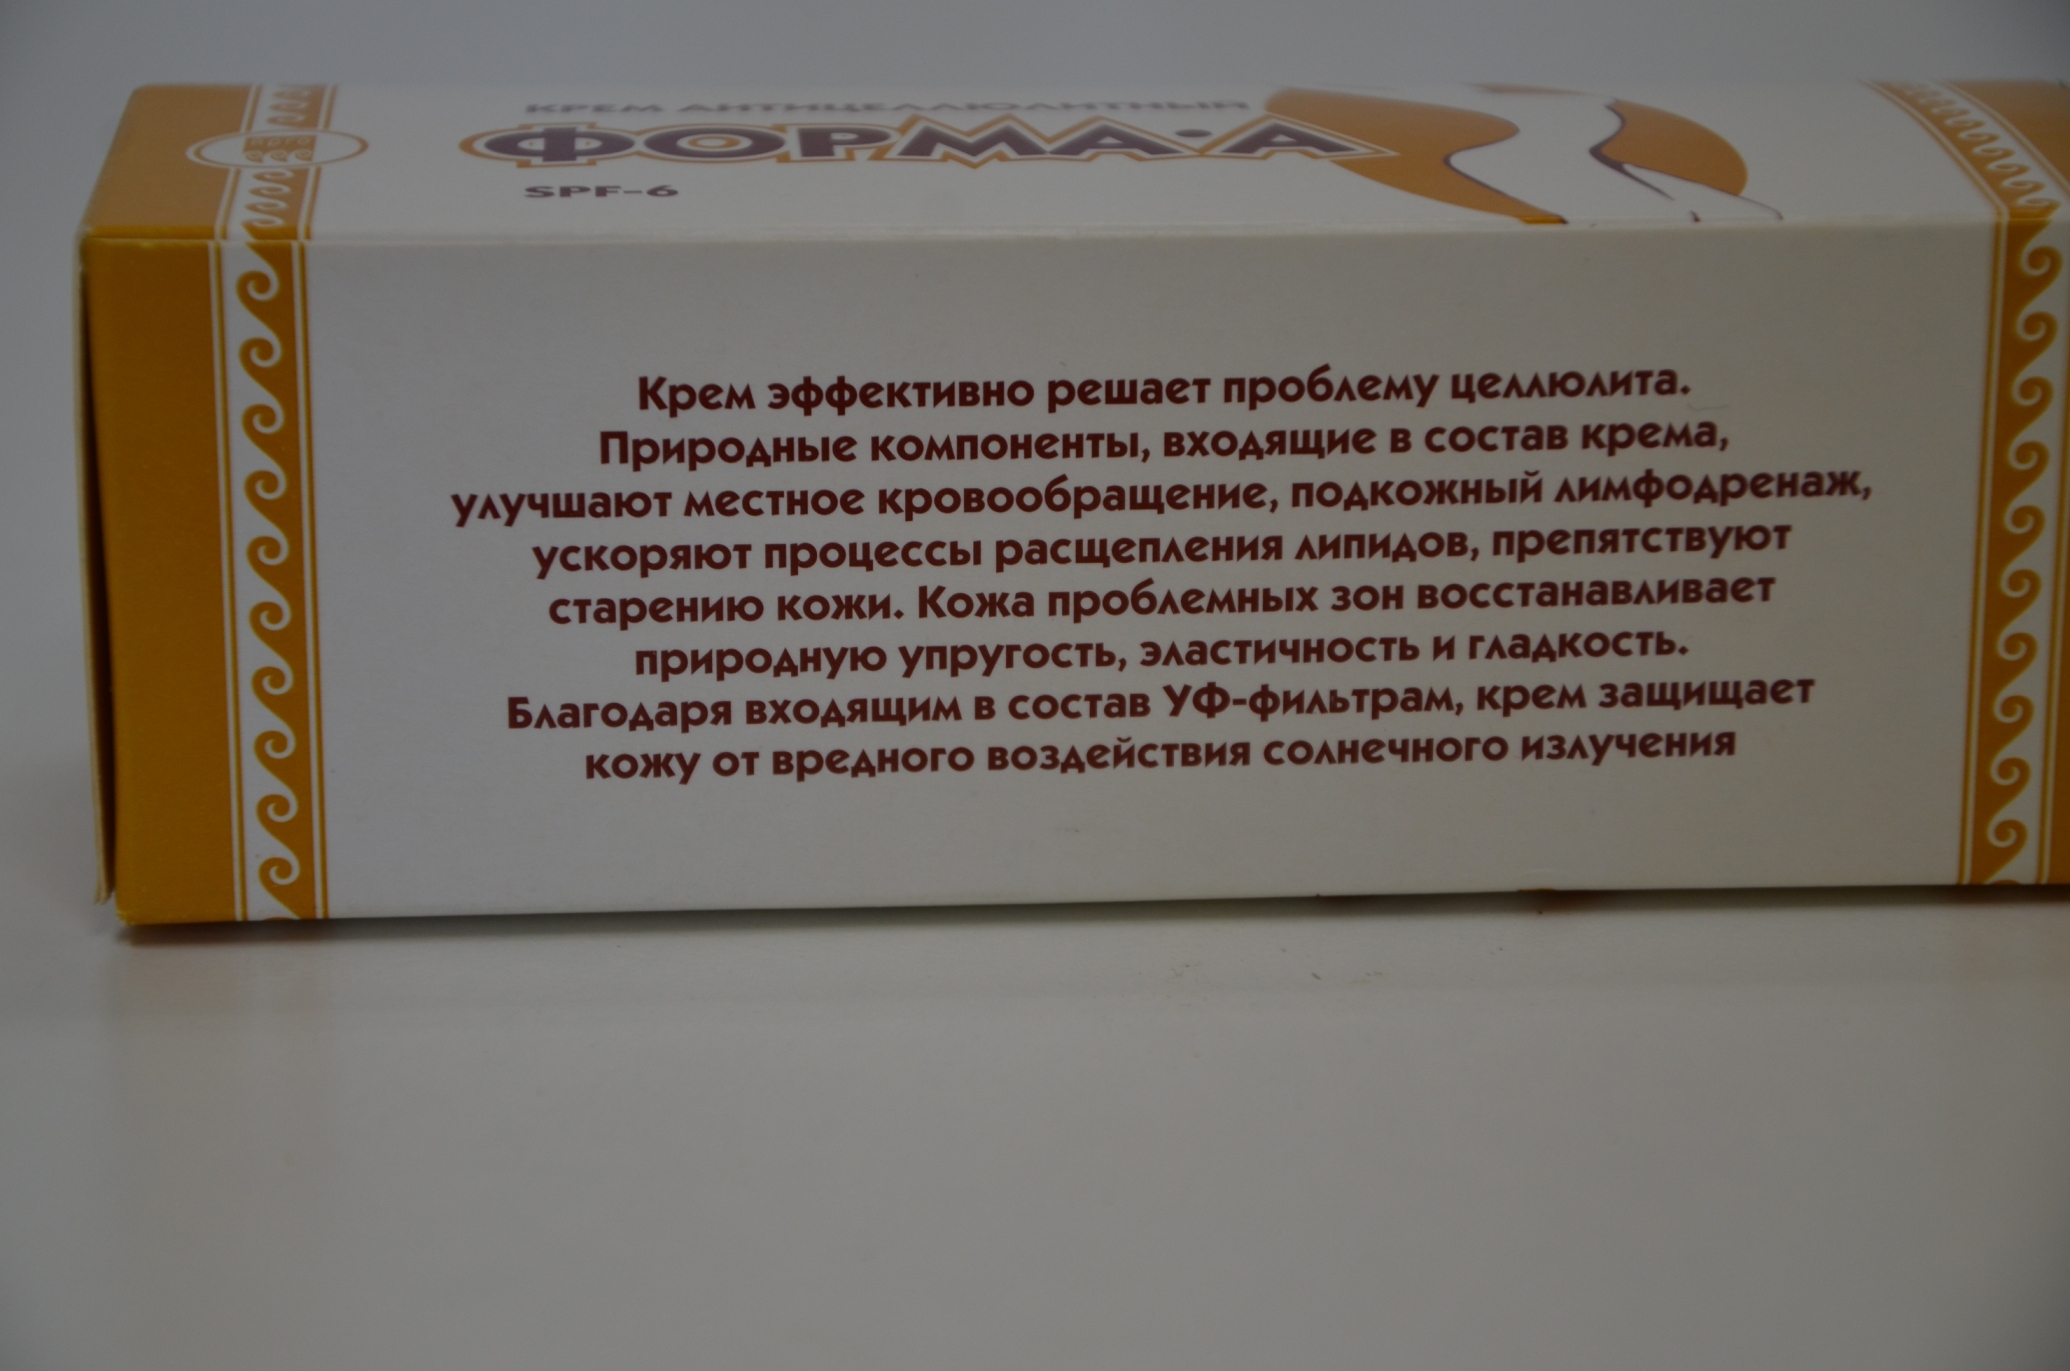 КРЕМ АНТИЦЕЛЛЮЛИТНЫЙ
ФОРМА·А
SPF-6
Крем эффективно решает проблему целлюлита.
Природные компоненты, входящие в состав крема,
улучшают местное кровообращение, подкожный лимфодренаж,
ускоряют процессы расщепления липидов, препятствуют
старению кожи. Кожа проблемных зон восстанавливает
природную упругость, эластичность и гладкость.
Благодаря входящим в состав УФ-фильтрам, крем защищает
кожу от вредного воздействия солнечного излучения